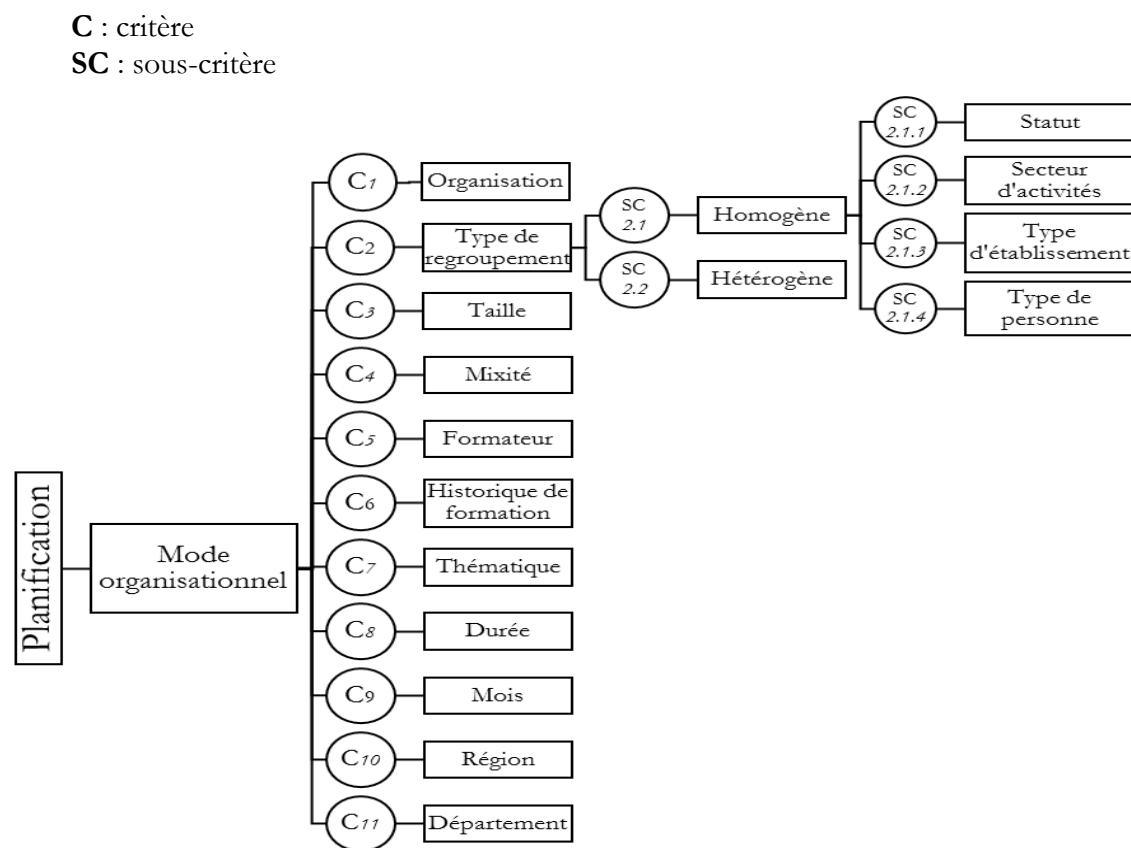 C : critère
SC : sous-critère
Planification
Mode
organisationnel
C1
Organisation
C2
Type de
regroupement
SC
2.1
Homogène
SC
2.1.1
Statut
SC
2.1.2
Secteur
d'activités
SC
2.1.3
Type
d'établissement
SC
2.1.4
Type de
personne
SC
2.2
Hétérogène
C3
Taille
C4
Mixité
C5
Formateur
C6
Historique de
formation
C7
Thématique
C8
Durée
C9
Mois
C10
Région
C11
Département